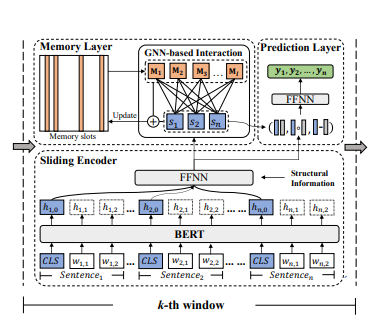 Memory Layer
GNN-based Interaction
Prediction Layer
M₁ M₂ M₃ ... M_l
y₁, y₂, ..., yₙ
FFNN
Update
Memory slots
s₁ s₂ sₙ
Sliding Encoder
FFNN
Structural
Information
h₁,₀ h₁,₁ h₁,₂ ... h₂,₀ h₂,₁ h₂,₂ ... hₙ,₀ hₙ,₁ hₙ,₂
BERT
CLS w₁,₁ w₁,₂ ... CLS w₂,₁ w₂,₂ ... CLS wₙ,₁ wₙ,₂
Sentence₁ Sentence₂ Sentenceₙ
k-th window